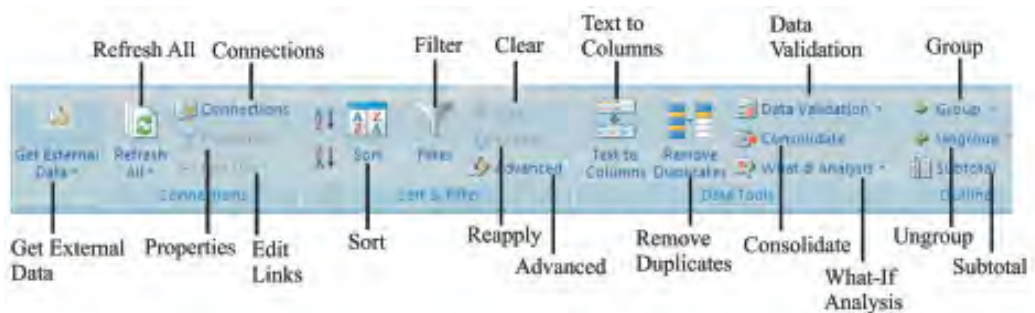 Refresh All Connections Filter Clear Text to Columns Data Validation Group
Connections Data Validation Group
Consolidate Ungroup
Get External Data Refresh All Sort Filter Advanced Text to Columns Remove Duplicates What-If Analysis Subtotal
Connections Sort & Filter Data Tools Outline
Get External Data Properties Edit Links Sort Reapply Advanced Remove Duplicates Consolidate What-If Analysis Ungroup Subtotal